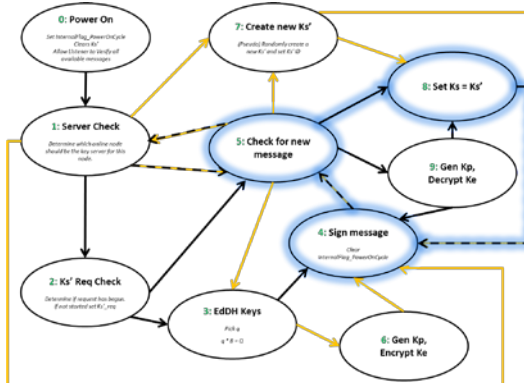 0: Power On
Set InternalFlag_PowerOnCycle
Clears Ks'
Allow Listener to Verify all
available messages
7: Create new Ks'
(Pseudo) Randomly create a
new Ks' and set Ks'
8: Set Ks = Ks'
1: Server Check
Determine which online node
should be the key server for this
node.
5: Check for new
message
9: Gen Kp,
Decrypt Ke
4: Sign message
Clear
InternalFlag_PowerOnCycle
2: Ks' Req Check
Determine if request has begun.
If not started set Ks'_req
3: EdDH Keys
Pick
6: Gen Kp,
Encrypt Ke